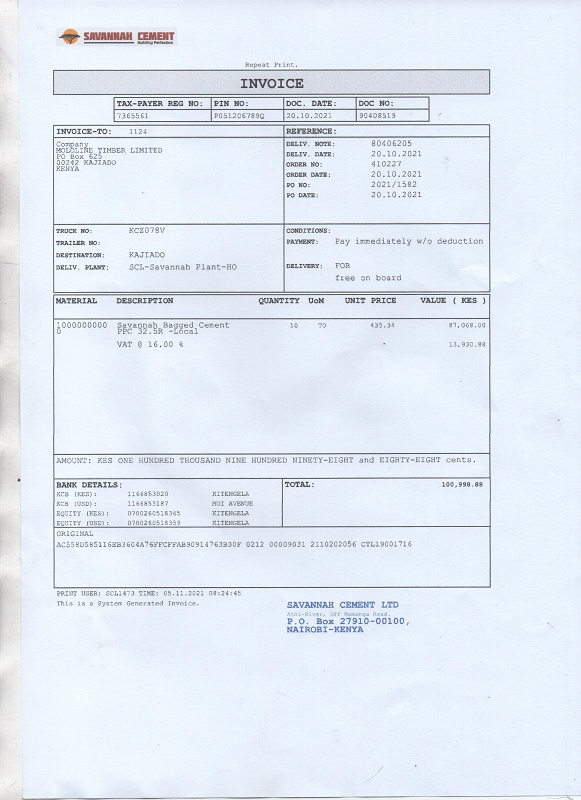 SAVANNAH CEMENT
Building Perfection
Repeat Print.
INVOICE
TAX-PAYER REG NO: PIN NO: DOC. DATE: DOC NO:
7365561 P051206789Q 20.10.2021 90408519
INVOICE-TO: 1124 REFERENCE:
Company
MOLOLINE TIMBER LIMITED
PO Box 625
00242 KAJIADO
KENYA
DELIV. NOTE: 80406205
DELIV. DATE: 20.10.2021
ORDER NO: 410227
ORDER DATE: 20.10.2021
PO NO: 2021/1582
PO DATE: 20.10.2021
TRUCK NO: KCZ078V
TRAILER NO:
DESTINATION: KAJIADO
DELIV. PLANT: SCL-Savannah Plant-HO
CONDITIONS:
PAYMENT: Pay immediately w/o deduction
DELIVERY: FOB
free on board
MATERIAL DESCRIPTION QUANTITY UoM UNIT PRICE VALUE ( KES )
1000000000 Savannah Bagged Cement 10 TO 435.34 87,068.00
0 PPC 32.5R -Local
VAT @ 16.00 % 13,930.88
AMOUNT: KES ONE HUNDRED THOUSAND NINE HUNDRED NINETY-EIGHT and EIGHTY-EIGHT cents.
BANK DETAILS: TOTAL: 100,998.88
KCB (KES): 1166853020 KITENGELA
KCB (USD): 1166853187 MOI AVENUE
EQUITY (KES): 0700260518345 KITENGELA
EQUITY (USD): 0700260518359 KITENGELA
ORIGINAL
AC558D585116EB3604A76FFCFFAB90914763B30F 0212 00009031 2110202056 CTL19001716
PRINT USER: SCL1473 TIME: 05.11.2021 08:24:45
This is a System Generated Invoice.
SAVANNAH CEMENT LTD
Athi-River, Off Namanga Road.
P.O. Box 27910-00100,
NAIROBI-KENYA